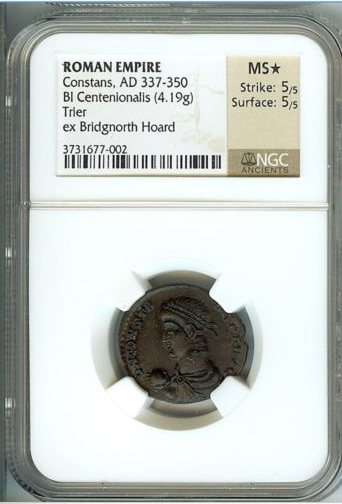 ROMAN EMPIRE
Constans, AD 337-350
BI Centenionalis (4.19g)
Trier
ex Bridgnorth Hoard
3731677-002
MS★
Strike: 5/5
Surface: 5/5
NGC
ANCIENTS